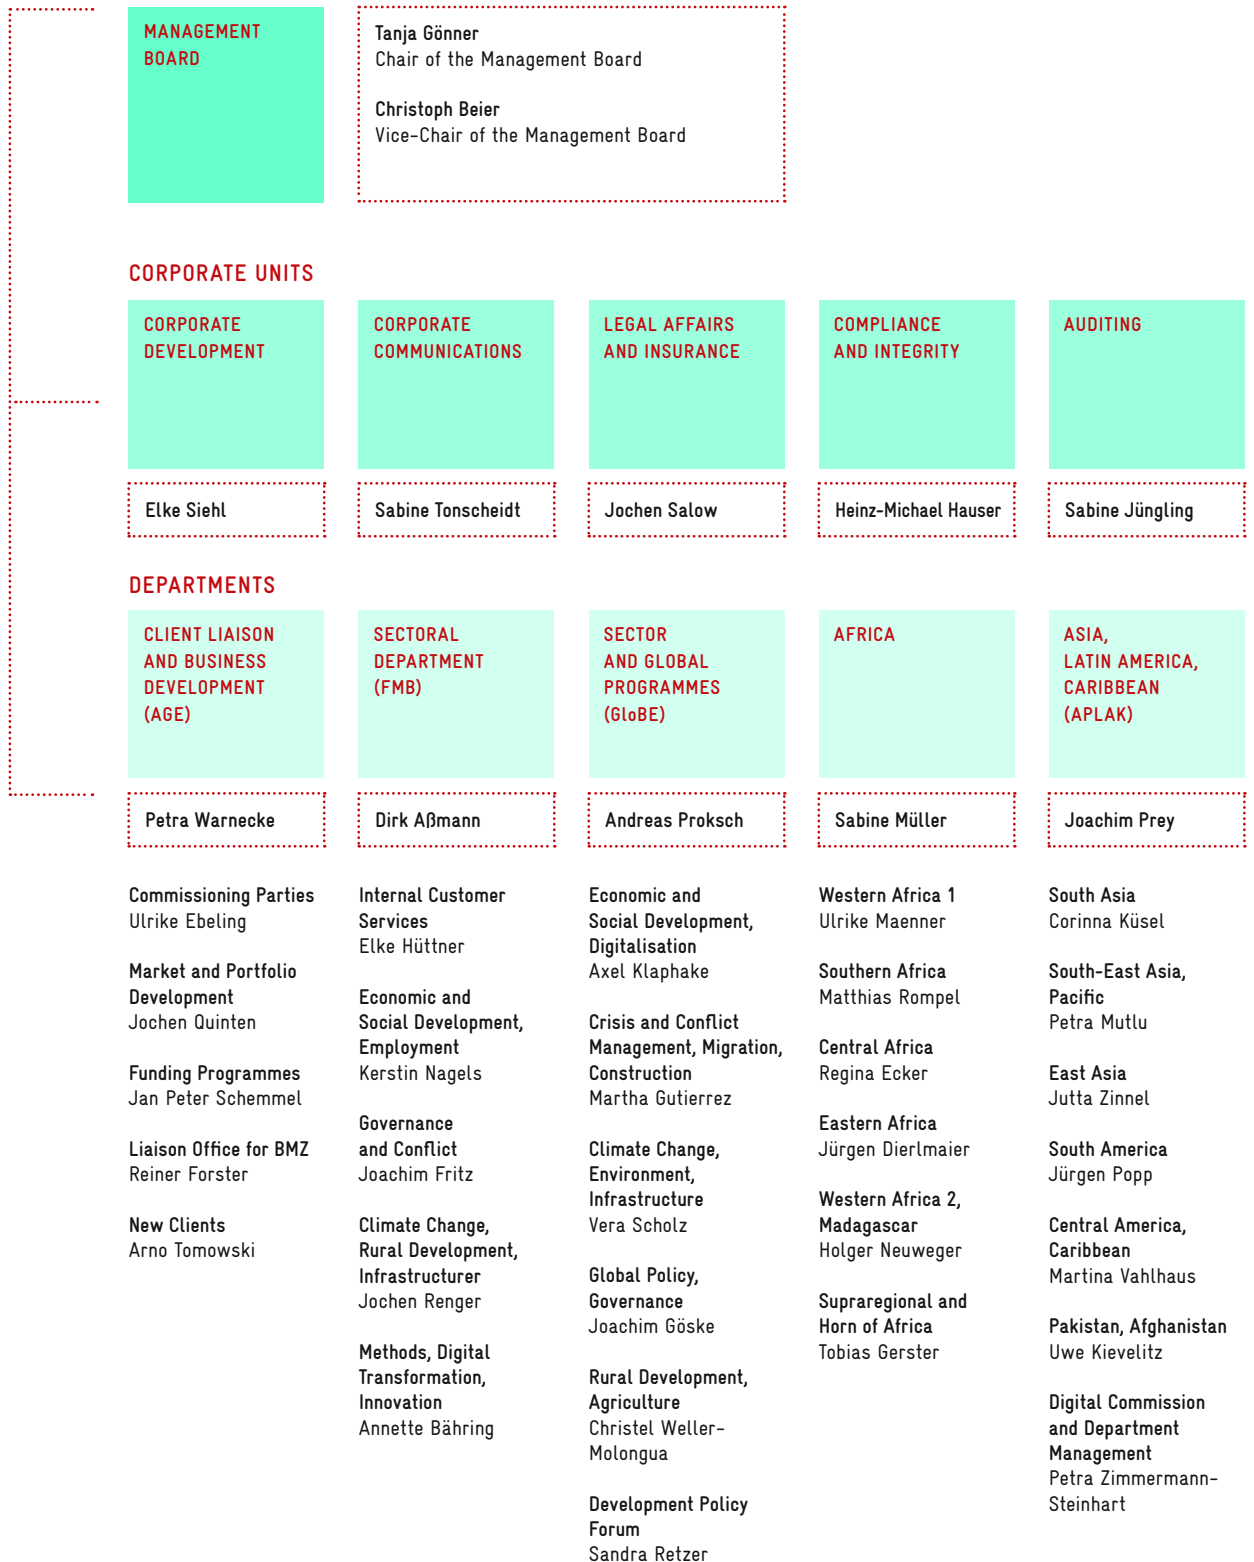 MANAGEMENT
BOARD
Tanja Gönner
Chair of the Management Board
Christoph Beier
Vice-Chair of the Management Board
CORPORATE UNITS
CORPORATE
DEVELOPMENT
Elke Siehl
CORPORATE
COMMUNICATIONS
Sabine Tonscheidt
LEGAL AFFAIRS
AND INSURANCE
Jochen Salow
COMPLIANCE
AND INTEGRITY
Heinz-Michael Hauser
AUDITING
Sabine Jüngling
DEPARTMENTS
CLIENT LIAISON
AND BUSINESS
DEVELOPMENT
(AGE)
Petra Warnecke
Commissioning Parties
Ulrike Ebeling
Market and Portfolio
Development
Jochen Quinten
Funding Programmes
Jan Peter Schemmel
Liaison Office for BMZ
Reiner Forster
New Clients
Arno Tomowski
SECTORAL
DEPARTMENT
(FMB)
Dirk Aßmann
Internal Customer
Services
Elke Hüttner
Economic and
Social Development,
Employment
Kerstin Nagels
Governance
and Conflict
Joachim Fritz
Climate Change,
Rural Development,
Infrastructurer
Jochen Renger
Methods, Digital
Transformation,
Innovation
Annette Bähring
SECTOR
AND GLOBAL
PROGRAMMES
(GloBE)
Andreas Proksch
Economic and
Social Development,
Digitalisation
Axel Klaphake
Crisis and Conflict
Management, Migration,
Construction
Martha Gutierrez
Climate Change,
Environment,
Infrastructure
Vera Scholz
Global Policy,
Governance
Joachim Göske
Rural Development,
Agriculture
Christel Weller-
Molongua
Development Policy
Forum
Sandra Retzer
AFRICA
Sabine Müller
Western Africa 1
Ulrike Maenner
Southern Africa
Matthias Rompel
Central Africa
Regina Ecker
Eastern Africa
Jürgen Dierlmaier
Western Africa 2,
Madagascar
Holger Neuweger
Supraregional and
Horn of Africa
Tobias Gerster
ASIA,
LATIN AMERICA,
CARIBBEAN
(APLAK)
Joachim Prey
South Asia
Corinna Küsel
South-East Asia,
Pacific
Petra Mutlu
East Asia
Jutta Zinnel
South America
Jürgen Popp
Central America,
Caribbean
Martina Vahlhaus
Pakistan, Afghanistan
Uwe Kievelitz
Digital Commission
and Department
Management
Petra Zimmermann-
Steinhart